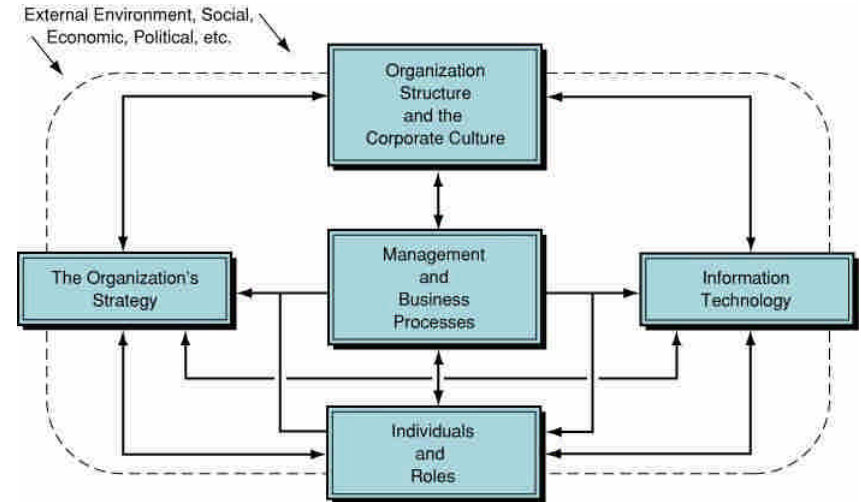 External Environment, Social,
Economic, Political, etc.
Organization
Structure
and the
Corporate Culture
The Organization's
Strategy
Management
and
Business
Processes
Information
Technology
Individuals
and
Roles